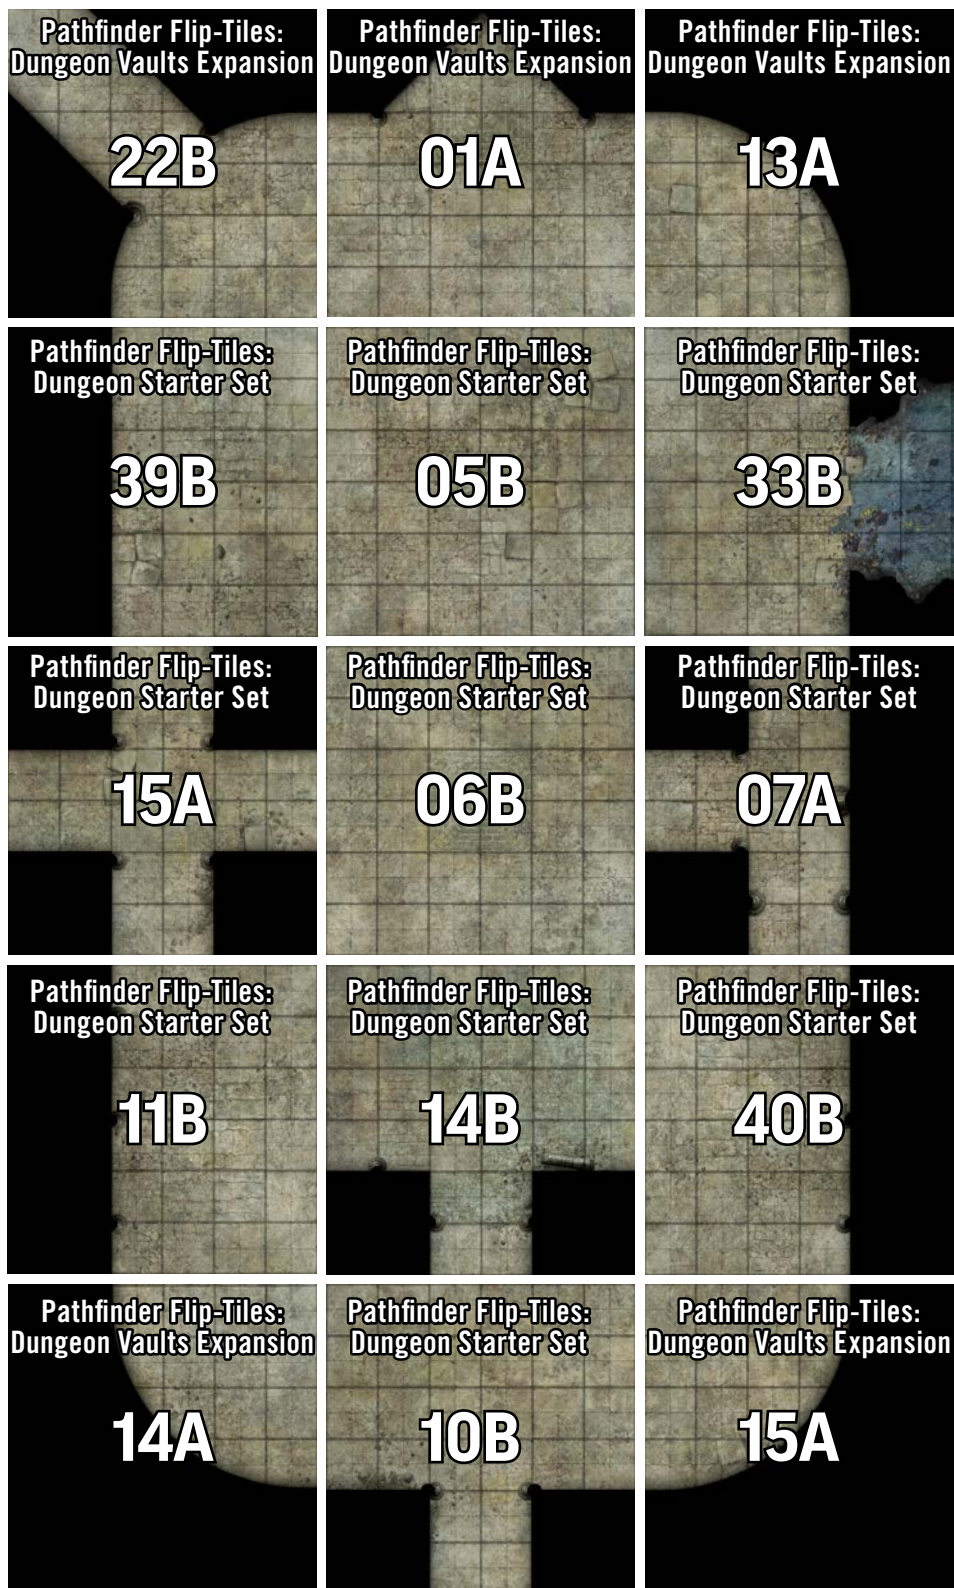 Pathfinder Flip-Tiles:
Dungeon Vaults Expansion
22B
Pathfinder Flip-Tiles:
Dungeon Vaults Expansion
01A
Pathfinder Flip-Tiles:
Dungeon Vaults Expansion
13A
Pathfinder Flip-Tiles:
Dungeon Starter Set
39B
Pathfinder Flip-Tiles:
Dungeon Starter Set
05B
Pathfinder Flip-Tiles:
Dungeon Starter Set
33B
Pathfinder Flip-Tiles:
Dungeon Starter Set
15A
Pathfinder Flip-Tiles:
Dungeon Starter Set
06B
Pathfinder Flip-Tiles:
Dungeon Starter Set
07A
Pathfinder Flip-Tiles:
Dungeon Starter Set
11B
Pathfinder Flip-Tiles:
Dungeon Starter Set
14B
Pathfinder Flip-Tiles:
Dungeon Starter Set
40B
Pathfinder Flip-Tiles:
Dungeon Vaults Expansion
14A
Pathfinder Flip-Tiles:
Dungeon Starter Set
10B
Pathfinder Flip-Tiles:
Dungeon Vaults Expansion
15A